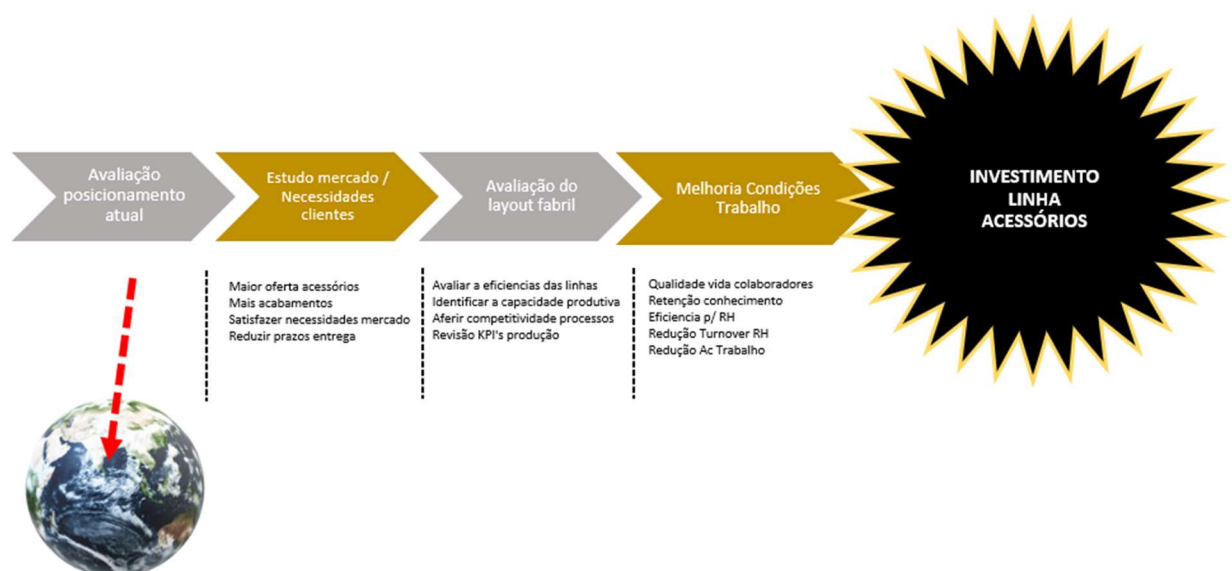 Avaliação
posicionamento
atual
Estudo mercado /
Necessidades
clientes
Avaliação do
layout fabril
Melhoria Condições
Trabalho
INVESTIMENTO
LINHA
ACESSÓRIOS
Maior oferta acessórios
Mais acabamentos
Satisfazer necessidades mercado
Reduzir prazos entrega
Avaliar a eficiencias das linhas
Identificar a capacidade produtiva
Aferir competitividade processos
Revisão KPI's produção
Qualidade vida colaboradores
Retenção conhecimento
Eficiencia p/ RH
Redução Turnover RH
Redução Ac Trabalho